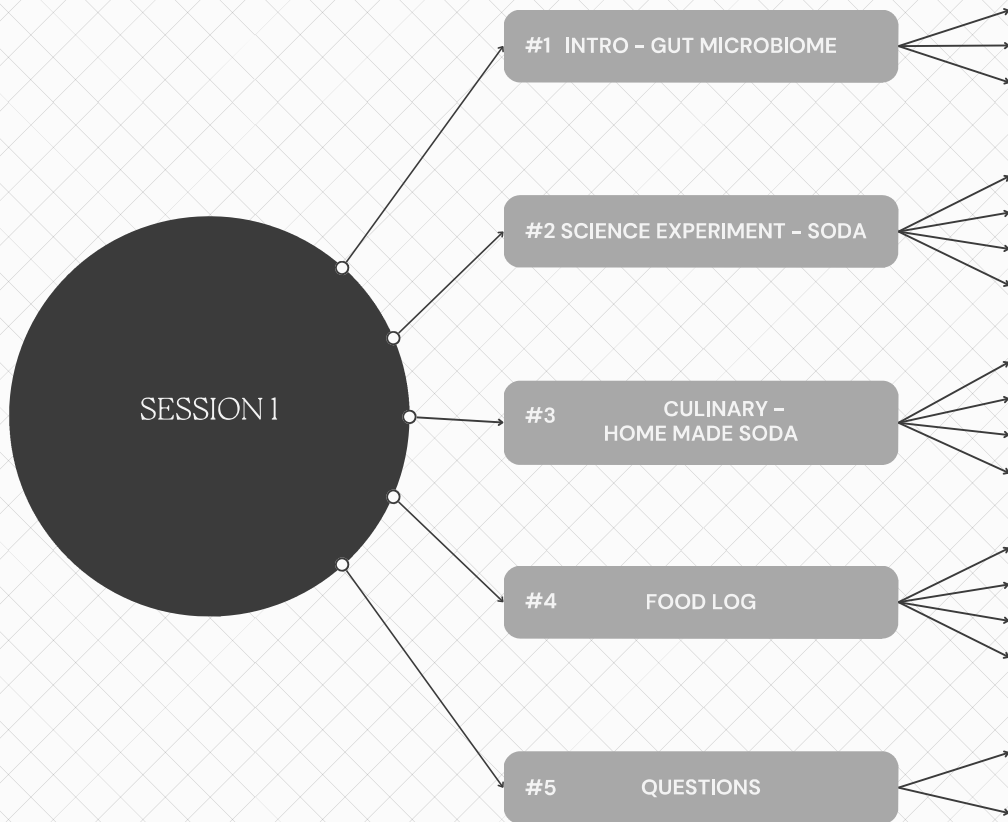 #1 INTRO - GUT MICROBIOME
#2 SCIENCE EXPERIMENT - SODA
SESSION 1
#3 CULINARY -
HOME MADE SODA
#4 FOOD LOG
#5 QUESTIONS